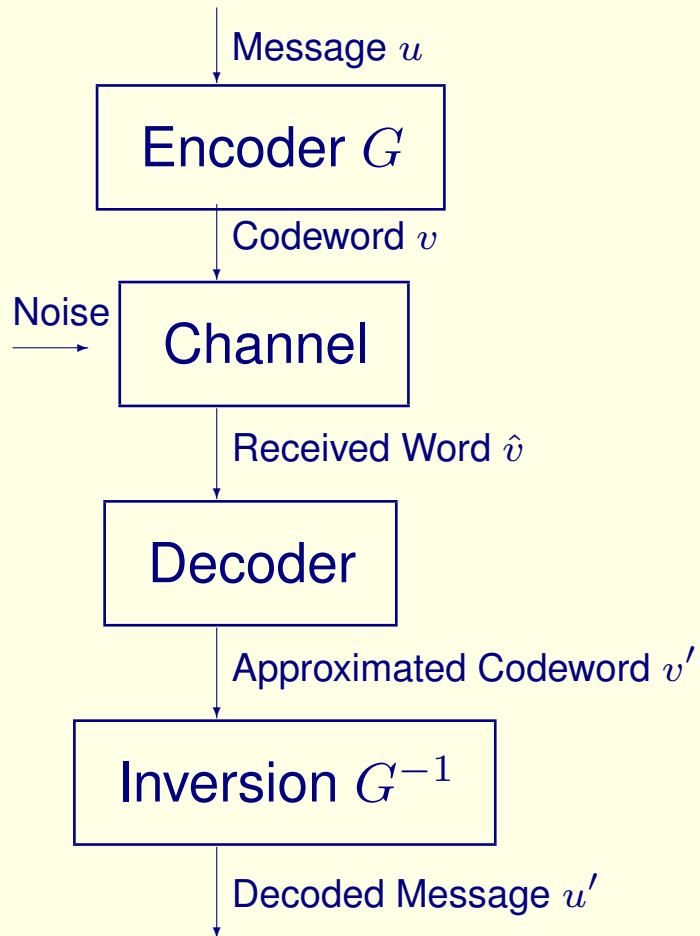 Message u
Encoder G
Codeword v
Noise
Channel
Received Word v̂
Decoder
Approximated Codeword v′
Inversion G⁻¹
Decoded Message u′